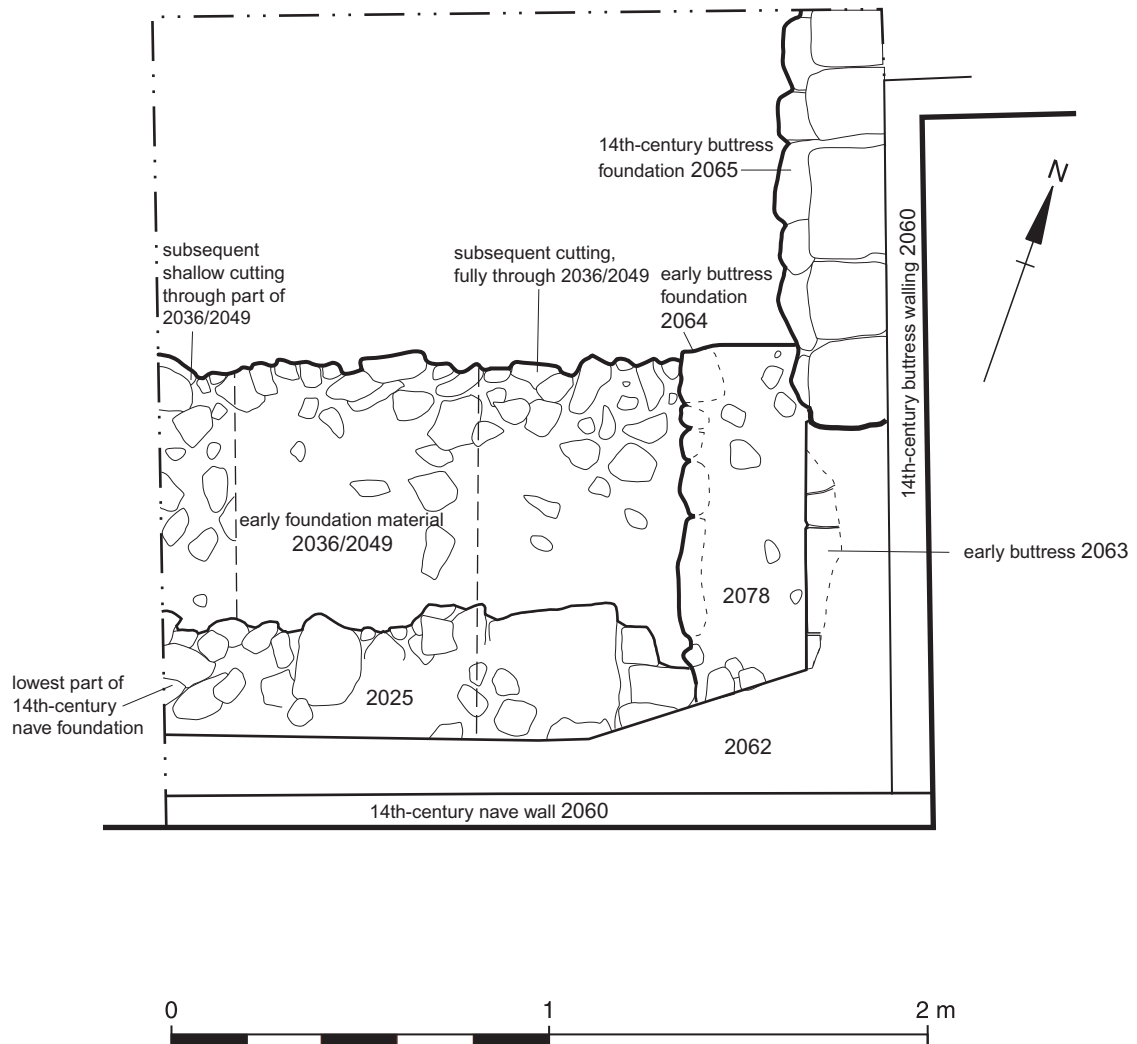 14th-century buttress
foundation 2065
N
subsequent
shallow cutting
through part of
2036/2049
subsequent cutting,
fully through 2036/2049
early buttress
foundation
2064
14th-century buttress walling 2060
early foundation material
2036/2049
early buttress 2063
2078
lowest part of
14th-century
nave foundation
2025
2062
14th-century nave wall 2060
0 1 2 m